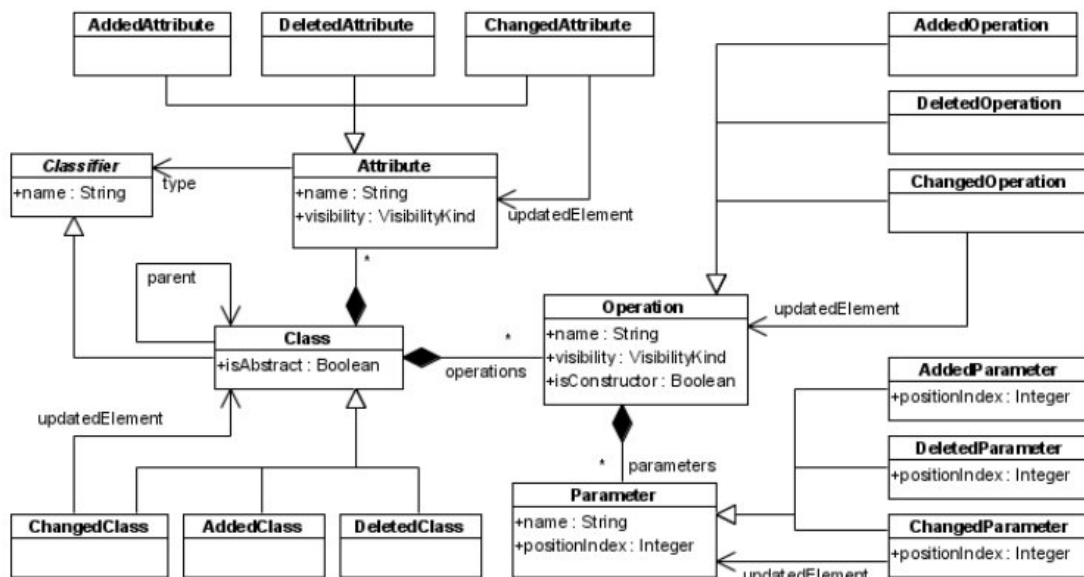 AddedAttribute
DeletedAttribute
ChangedAttribute
AddedOperation
DeletedOperation
ChangedOperation
Classifier
+name : String
type
Attribute
+name : String
+visibility : VisibilityKind
updatedElement
*
parent
Class
+isAbstract : Boolean
*
operations
Operation
+name : String
+visibility : VisibilityKind
+isConstructor : Boolean
updatedElement
updatedElement
*
parameters
AddedParameter
+positionIndex : Integer
DeletedParameter
+positionIndex : Integer
ChangedParameter
+positionIndex : Integer
ChangedClass
AddedClass
DeletedClass
Parameter
+name : String
+positionIndex : Integer
updatedElement